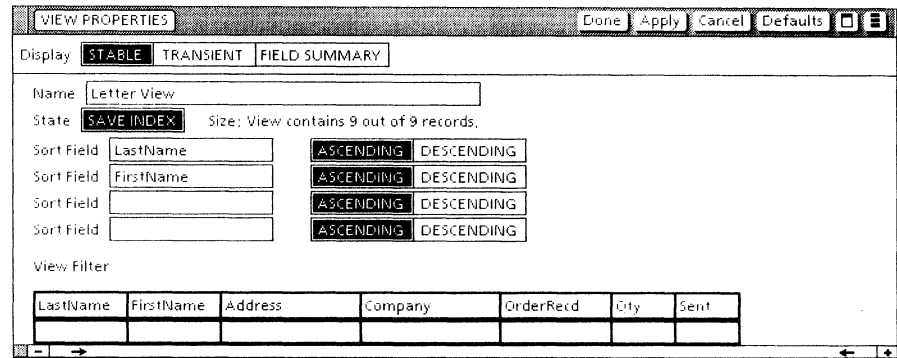 VIEW PROPERTIES Done Apply Cancel Defaults
Display STABLE TRANSIENT FIELD SUMMARY
Name Letter View
State SAVE INDEX Size: View contains 9 out of 9 records.
Sort Field LastName ASCENDING DESCENDING
Sort Field FirstName ASCENDING DESCENDING
Sort Field ASCENDING DESCENDING
Sort Field ASCENDING DESCENDING
View Filter
LastName FirstName Address Company OrderRecd City Sent